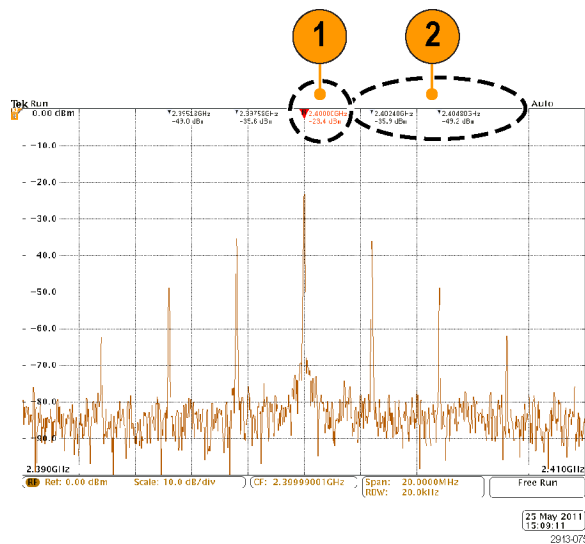 1
2
Tek Run
Auto
0.00 dBm
2.39518GHz
-49.0 dBm
2.39758GHz
-35.6 dBm
2.40000GHz
-23.4 dBm
2.40240GHz
-35.9 dBm
2.40480GHz
-49.2 dBm
-10.0
-20.0
-30.0
-40.0
-50.0
-60.0
-70.0
-80.0
-90.0
2.390GHz
2.410GHz
RF Ref: 0.00 dBm Scale: 10.0 dB/div
CF: 2.39999001GHz
Span: 20.0000MHz
RBW: 20.0kHz
Free Run
25 May 2011
15:09:11